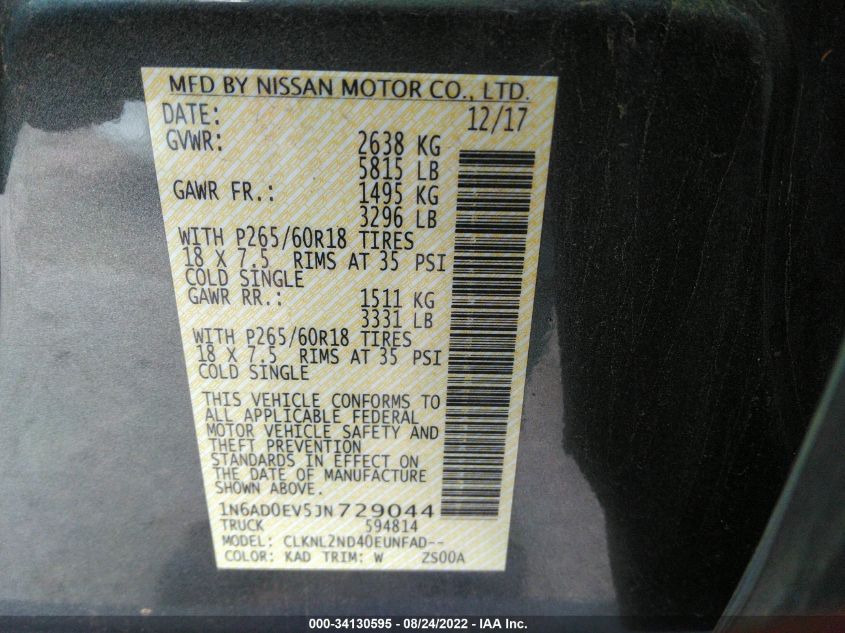 MFD BY NISSAN MOTOR CO., LTD.
DATE: 12/17
GVWR: 2638 KG
5815 LB
GAWR FR.: 1495 KG
3296 LB
WITH P265/60R18 TIRES
18 X 7.5 RIMS AT 35 PSI
COLD SINGLE
GAWR RR.: 1511 KG
3331 LB
WITH P265/60R18 TIRES
18 X 7.5 RIMS AT 35 PSI
COLD SINGLE
THIS VEHICLE CONFORMS TO
ALL APPLICABLE FEDERAL
MOTOR VEHICLE SAFETY AND
THEFT PREVENTION
STANDARDS IN EFFECT ON
THE DATE OF MANUFACTURE
SHOWN ABOVE.
1N6AD0EV5JN729044
TRUCK 594814
MODEL: CLKNL2ND40EUNFAD--
COLOR: KAD TRIM: W ZS00A
000-34130595 - 08/24/2022 - IAA Inc.